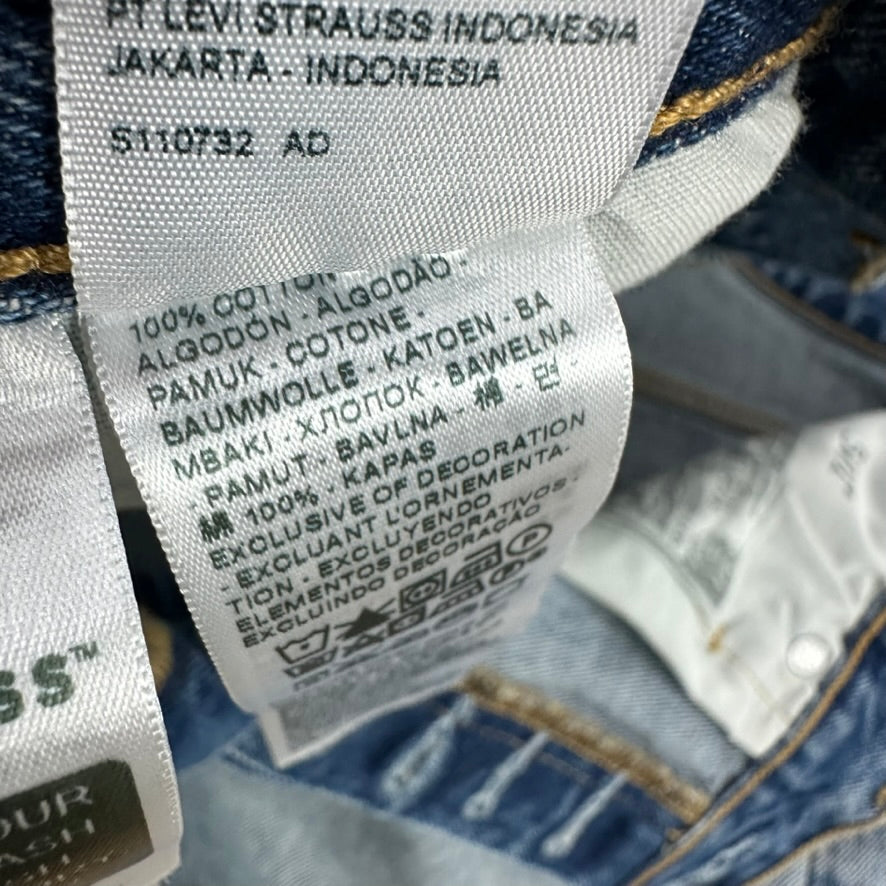 PT LEVI STRAUSS INDONESIA
JAKARTA - INDONESIA
S110732 AD
100% COTTON
ALGODÓN - ALGODÃO -
PAMUK - COTONE -
BAUMWOLLE - KATOEN - BA
MBAKI - ХЛОПОК - BAWELNA
- PAMUT - BAVLNA - 棉 - 면 -
100% - KAPAS
EXCLUSIVE OF DECORATION
- EXCLUANT L'ORNEMENTA-
TION - EXCLUYENDO
ELEMENTOS DECORATIVOS -
EXCLUINDO DECORAÇÃO
P
SS™
OUR
ASH